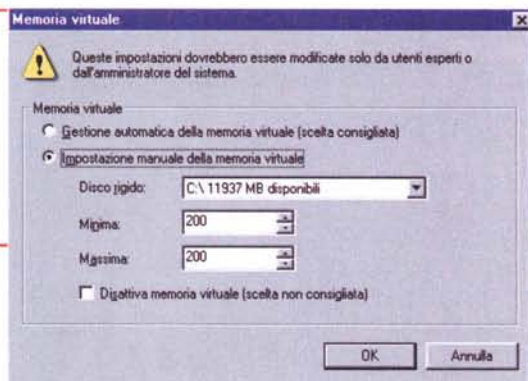 Memoria virtuale
Queste impostazioni dovrebbero essere modificate solo da utenti esperti o
dall'amministratore del sistema.
Memoria virtuale
Gestione automatica della memoria virtuale (scelta consigliata)
Impostazione manuale della memoria virtuale
Disco rigido: C:\ 11937 MB disponibili
Minima: 200
Massima: 200
Disattiva memoria virtuale (scelta non consigliata)
OK Annulla